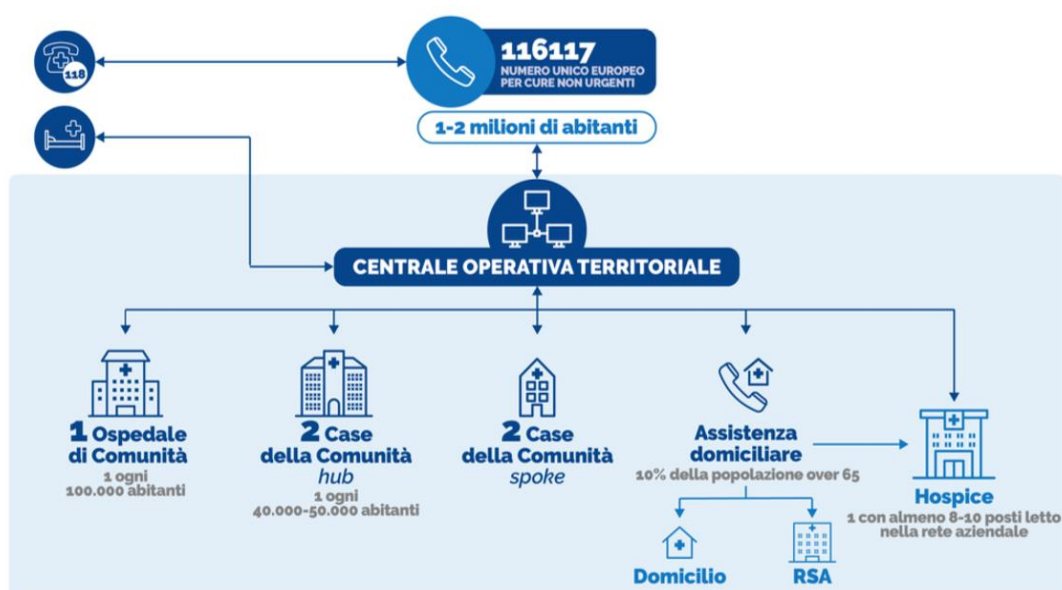 116117
NUMERO UNICO EUROPEO
PER CURE NON URGENTI
118
1-2 milioni di abitanti
CENTRALE OPERATIVA TERRITORIALE
1 Ospedale
di Comunità
1 ogni
100.000 abitanti
2 Case
della Comunità
hub
1 ogni
40.000-50.000 abitanti
2 Case
della Comunità
spoke
Assistenza
domiciliare
10% della popolazione over 65
Hospice
1 con almeno 8-10 posti letto
nella rete aziendale
Domicilio
RSA